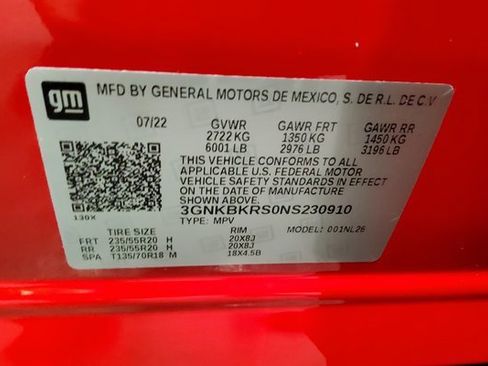 gm
MFD BY GENERAL MOTORS DE MEXICO, S. DE R.L. DE C.V
07/22 GVWR GAWR FRT GAWR RR
2722 KG 1350 KG 1450 KG
6001 LB 2976 LB 3196 LB
THIS VEHICLE CONFORMS TO ALL
APPLICABLE U.S. FEDERAL MOTOR
VEHICLE SAFETY STANDARDS IN EFFECT
ON THE DATE OF MANUFACTURE
SHOWN ABOVE
3GNKBKRS0NS230910
130X
TYPE: MPV MODEL: 001NL26
TIRE SIZE RIM
FRT 235/55R20 H 20X8J
RR 235/55R20 H 20X8J
SPA T135/70R18 M 18X4.5B